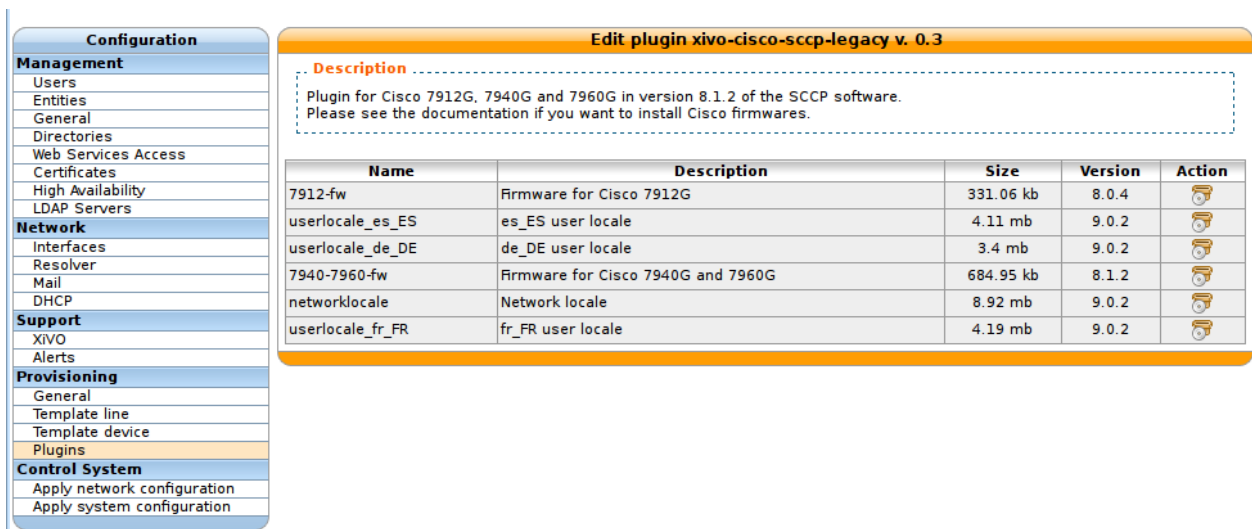 Configuration
Management
Users
Entities
General
Directories
Web Services Access
Certificates
High Availability
LDAP Servers
Network
Interfaces
Resolver
Mail
DHCP
Support
XiVO
Alerts
Provisioning
General
Template line
Template device
Plugins
Control System
Apply network configuration
Apply system configuration
Edit plugin xivo-cisco-sccp-legacy v. 0.3
Description
Plugin for Cisco 7912G, 7940G and 7960G in version 8.1.2 of the SCCP software.
Please see the documentation if you want to install Cisco firmwares.
Name Description Size Version Action
7912-fw Firmware for Cisco 7912G 331.06 kb 8.0.4
userlocale_es_ES es_ES user locale 4.11 mb 9.0.2
userlocale_de_DE de_DE user locale 3.4 mb 9.0.2
7940-7960-fw Firmware for Cisco 7940G and 7960G 684.95 kb 8.1.2
networklocale Network locale 8.92 mb 9.0.2
userlocale_fr_FR fr_FR user locale 4.19 mb 9.0.2